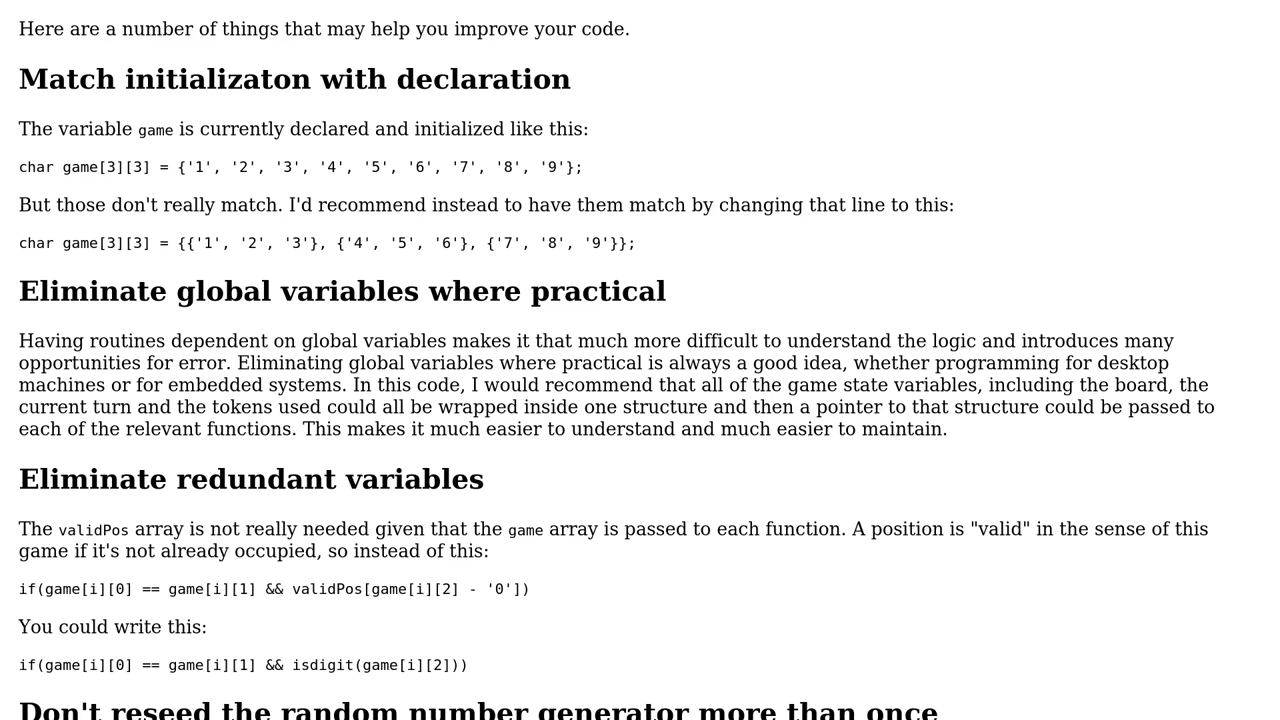 Here are a number of things that may help you improve your code.
Match initializaton with declaration
The variable game is currently declared and initialized like this:
char game[3][3] = {'1', '2', '3', '4', '5', '6', '7', '8', '9'};
But those don't really match. I'd recommend instead to have them match by changing that line to this:
char game[3][3] = {{'1', '2', '3'}, {'4', '5', '6'}, {'7', '8', '9'}};
Eliminate global variables where practical
Having routines dependent on global variables makes it that much more difficult to understand the logic and introduces many
opportunities for error. Eliminating global variables where practical is always a good idea, whether programming for desktop
machines or for embedded systems. In this code, I would recommend that all of the game state variables, including the board, the
current turn and the tokens used could all be wrapped inside one structure and then a pointer to that structure could be passed to
each of the relevant functions. This makes it much easier to understand and much easier to maintain.
Eliminate redundant variables
The validPos array is not really needed given that the game array is passed to each function. A position is "valid" in the sense of this
game if it's not already occupied, so instead of this:
if(game[i][0] == game[i][1] && validPos[game[i][2] - '0'])
You could write this:
if(game[i][0] == game[i][1] && isdigit(game[i][2]))
Don't reseed the random number generator more than once